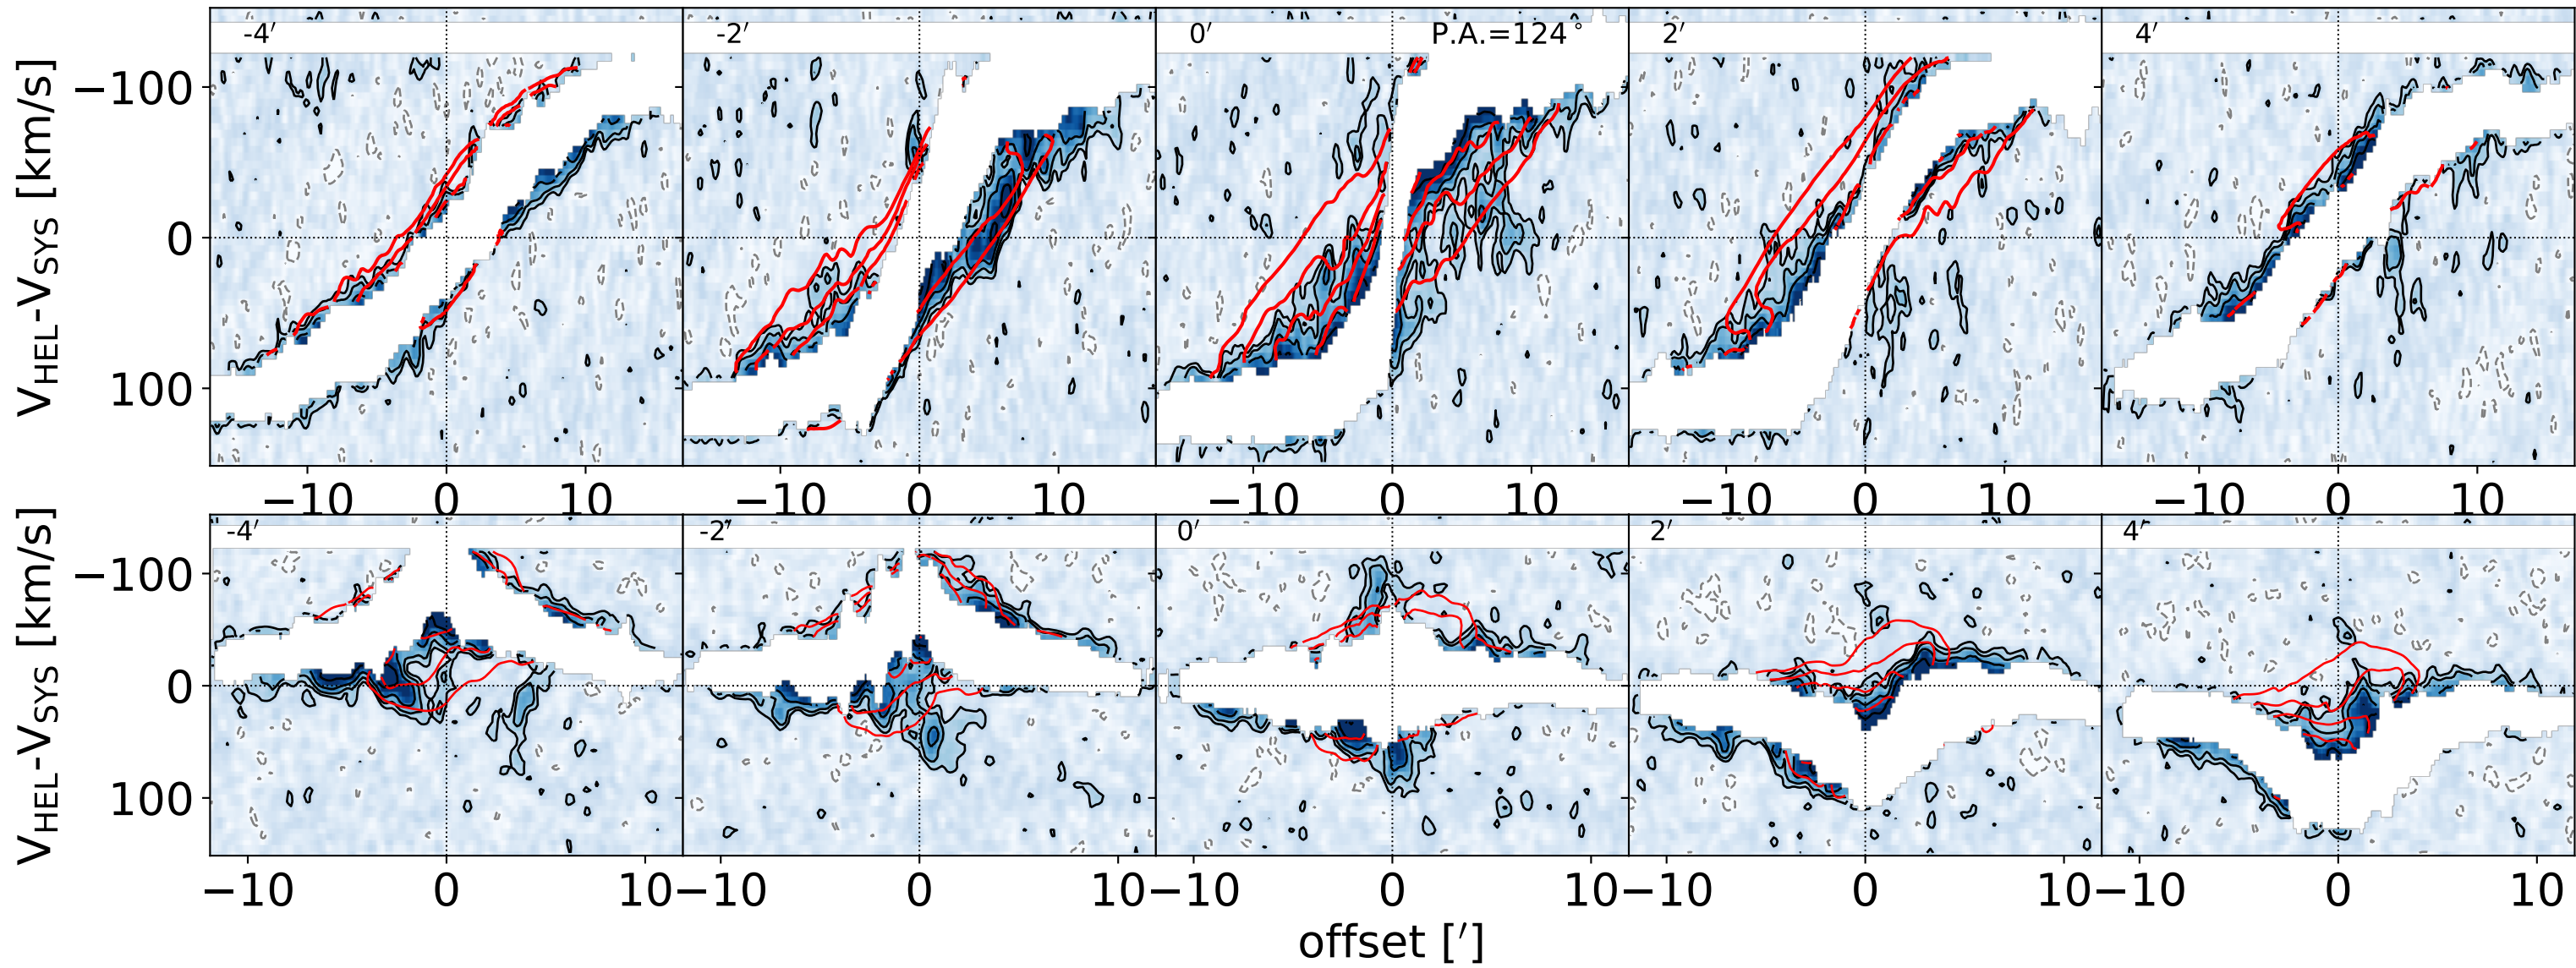 -4′ -2′ 0′ P.A.=124° 2′ 4′
V_HEL-V_SYS [km/s]
−100
0
100
−10 0 10 −10 0 10 −10 0 10 −10 0 10 −10 0 10
-4′ -2′ 0′ 2′ 4′
V_HEL-V_SYS [km/s]
−100
0
100
−10 0 10 −10 0 10 −10 0 10 −10 0 10 −10 0 10
offset [′]